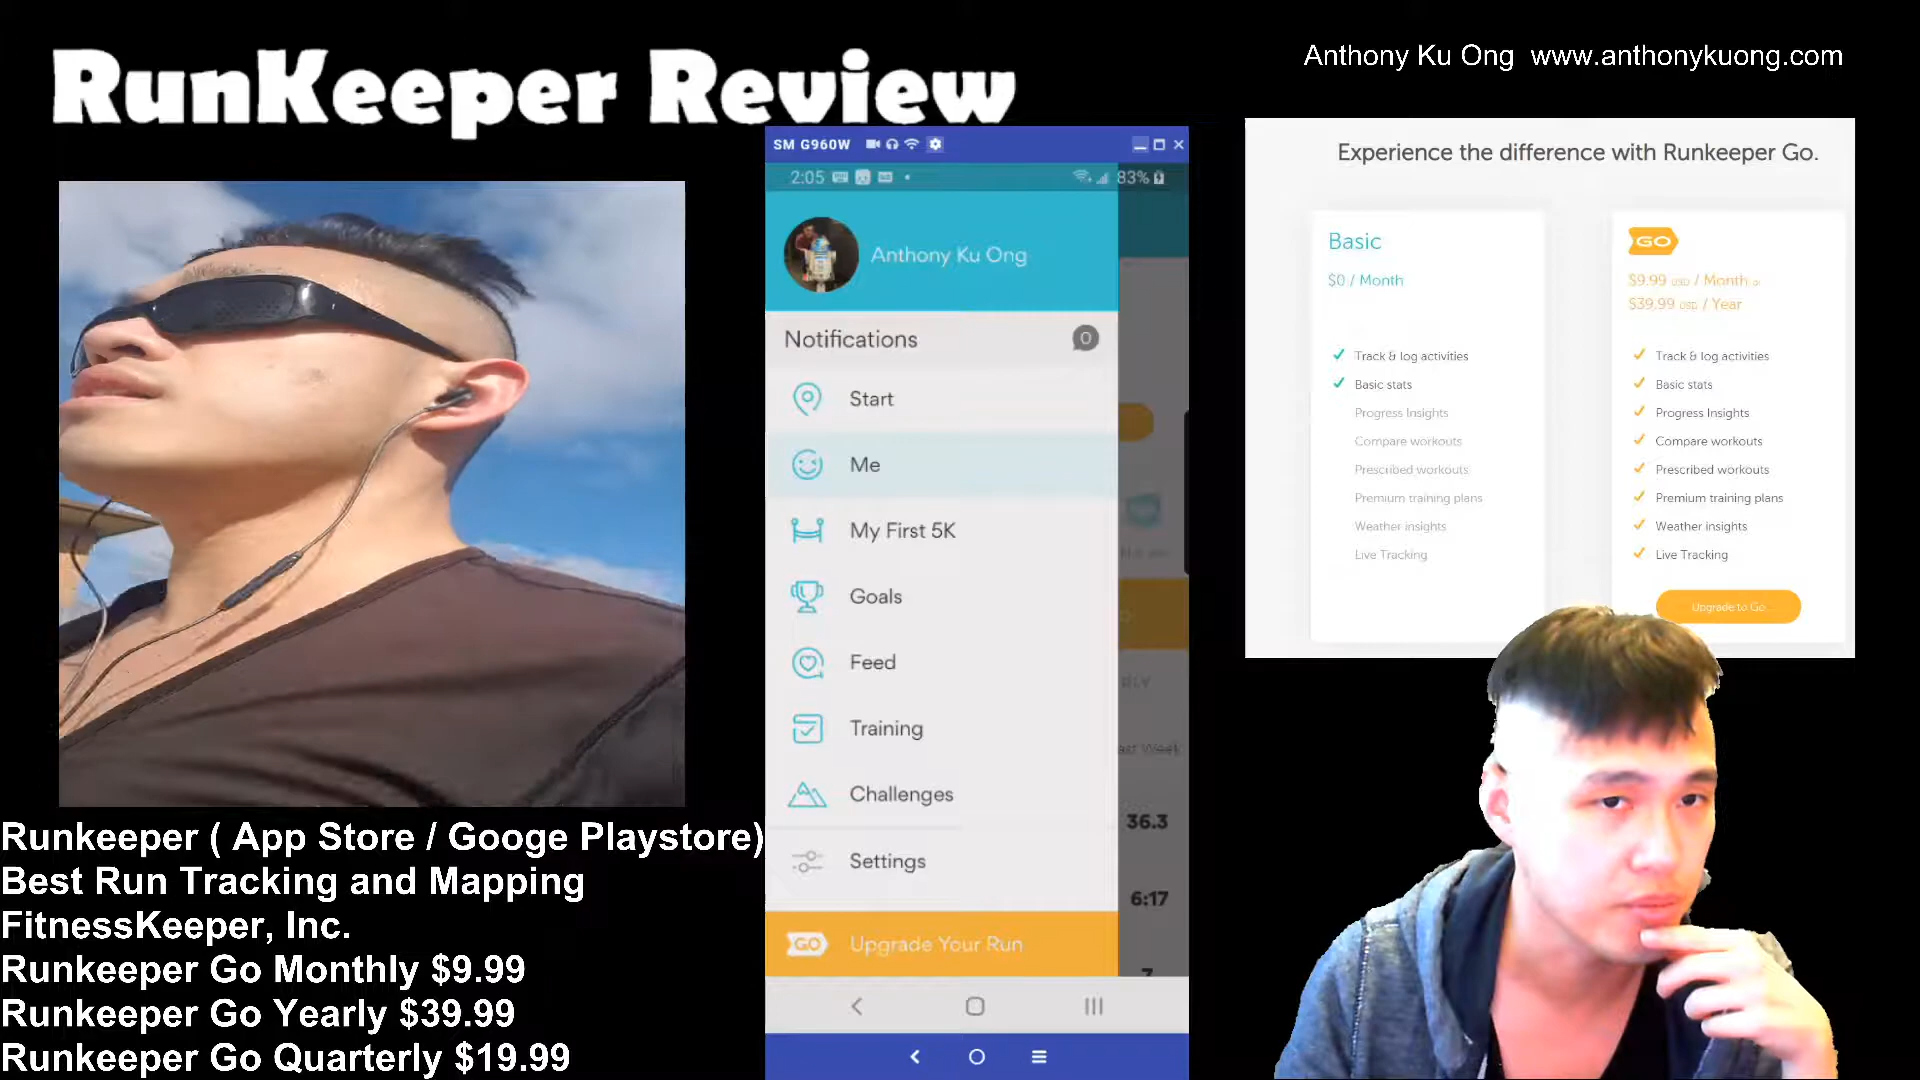 RunKeeper Review
Anthony Ku Ong www.anthonykuong.com
SM G960W
2:05
83%
Anthony Ku Ong
Notifications
0
Start
Me
My First 5K
Goals
Feed
Training
Challenges
Settings
GO Upgrade Your Run
36.3
6:17
7
Experience the difference with Runkeeper Go.
Basic
$0 / Month
Track & log activities
Basic stats
Progress Insights
Compare workouts
Prescribed workouts
Premium training plans
Weather insights
Live Tracking
GO
$9.99 USD / Month or
$39.99 USD / Year
Track & log activities
Basic stats
Progress Insights
Compare workouts
Prescribed workouts
Premium training plans
Weather insights
Live Tracking
Upgrade to Go
Runkeeper ( App Store / Googe Playstore)
Best Run Tracking and Mapping
FitnessKeeper, Inc.
Runkeeper Go Monthly $9.99
Runkeeper Go Yearly $39.99
Runkeeper Go Quarterly $19.99